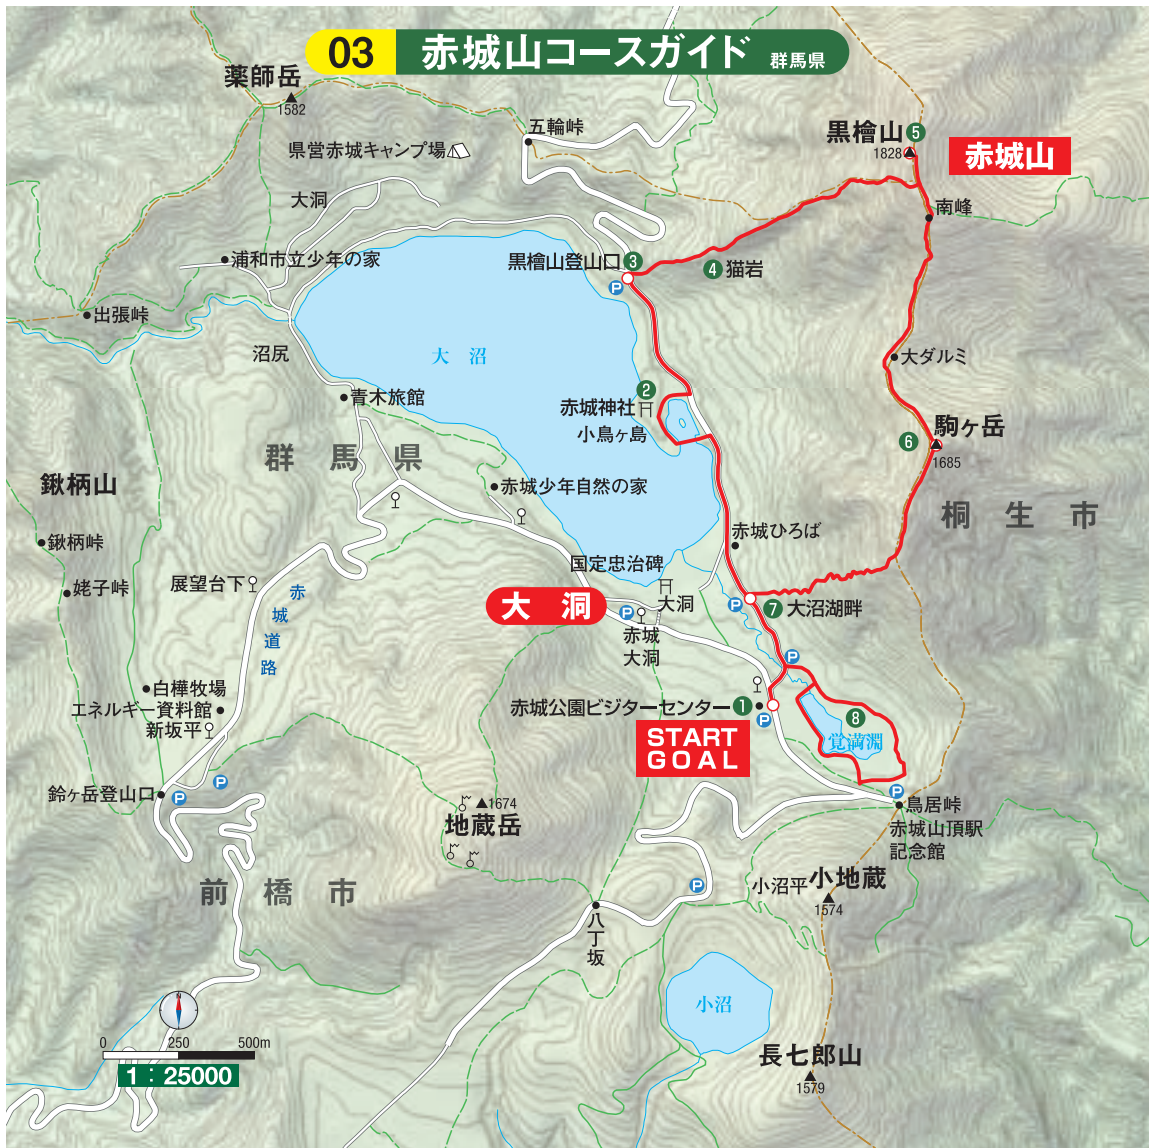 03 赤城山コースガイド 群馬県
薬師岳
1582
五輪峠
県営赤城キャンプ場
黒檜山 5
1828
赤城山
大洞
南峰
浦和市立少年の家
黒檜山登山口 3
P
4 猫岩
出張峠
沼尻
大沼
大ダルミ
青木旅館
2
赤城神社
小鳥ヶ島
駒ヶ岳
6
1685
群馬県
鍬柄山
赤城少年自然の家
桐生市
鍬柄峠
赤城ひろば
国定忠治碑
姥子峠
展望台下
赤城道路
大洞
大洞
P
赤城
大洞
P
7 大沼湖畔
P
白樺牧場
エネルギー資料館
新坂平
赤城公園ビジターセンター 1
P
START
GOAL
8
覚満淵
鈴ヶ岳登山口
P
P
P
鳥居峠
赤城山頂駅
記念館
1674
地蔵岳
前橋市
P
小沼平
小地蔵
1574
八丁坂
小沼
長七郎山
1579
N
0 250 500m
1：25000